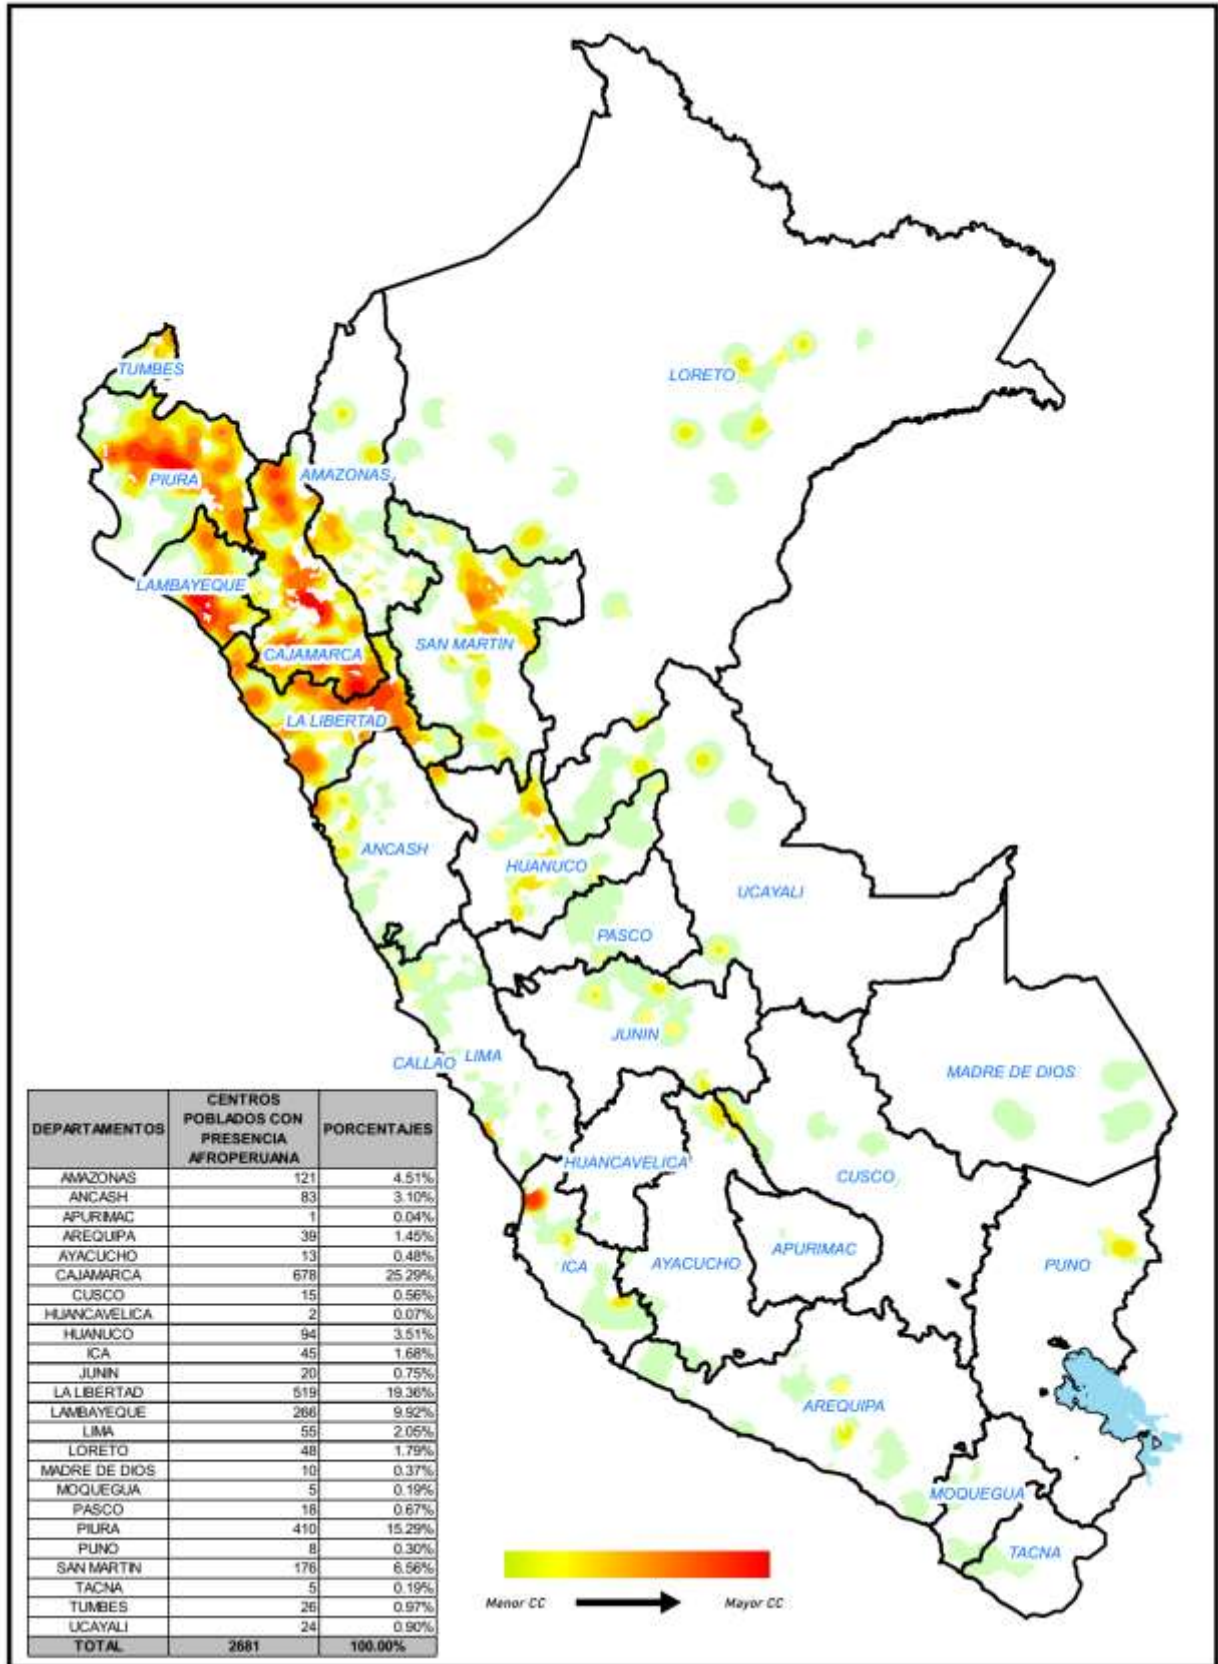 TUMBES
LORETO
PIURA
AMAZONAS
LAMBAYEQUE
CAJAMARCA
SAN MARTIN
LA LIBERTAD
ANCASH
HUANUCO
UCAYALI
PASCO
JUNIN
CALLAO
LIMA
MADRE DE DIOS
HUANCAVELICA
CUSCO
ICA
AYACUCHO
APURIMAC
PUNO
AREQUIPA
MOQUEGUA
TACNA
DEPARTAMENTOS CENTROS POBLADOS CON PRESENCIA AFROPERUANA PORCENTAJES
AMAZONAS 121 4.51%
ANCASH 83 3.10%
APURIMAC 1 0.04%
AREQUIPA 39 1.45%
AYACUCHO 13 0.48%
CAJAMARCA 678 25.29%
CUSCO 15 0.56%
HUANCAVELICA 2 0.07%
HUANUCO 94 3.51%
ICA 45 1.68%
JUNIN 20 0.75%
LA LIBERTAD 519 19.36%
LAMBAYEQUE 266 9.92%
LIMA 55 2.05%
LORETO 48 1.79%
MADRE DE DIOS 10 0.37%
MOQUEGUA 5 0.19%
PASCO 18 0.67%
PIURA 410 15.29%
PUNO 8 0.30%
SAN MARTIN 176 6.56%
TACNA 5 0.19%
TUMBES 26 0.97%
UCAYALI 24 0.90%
TOTAL 2681 100.00%
Menor CC Mayor CC